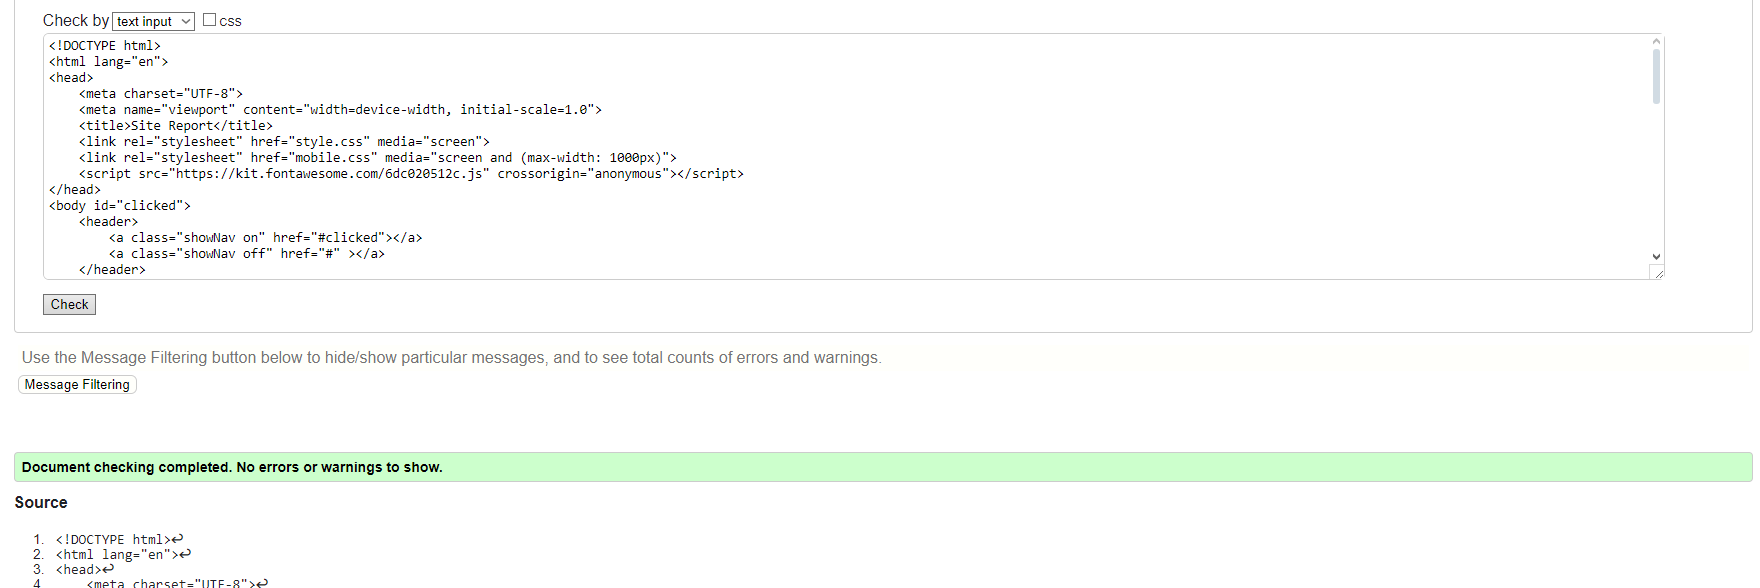 Check by text input css
<!DOCTYPE html>
<html lang="en">
<head>
    <meta charset="UTF-8">
    <meta name="viewport" content="width=device-width, initial-scale=1.0">
    <title>Site Report</title>
    <link rel="stylesheet" href="style.css" media="screen">
    <link rel="stylesheet" href="mobile.css" media="screen and (max-width: 1000px)">
    <script src="https://kit.fontawesome.com/6dc020512c.js" crossorigin="anonymous"></script>
</head>
<body id="clicked">
    <header>
        <a class="showNav on" href="#clicked"></a>
        <a class="showNav off" href="#" ></a>
    </header>
Check
Use the Message Filtering button below to hide/show particular messages, and to see total counts of errors and warnings.
Message Filtering
Document checking completed. No errors or warnings to show.
Source
1. <!DOCTYPE html>↩
2. <html lang="en">↩
3. <head>↩
4     <meta charset="UTF-8">↩